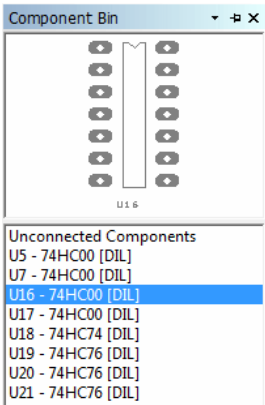 Component Bin
U16
Unconnected Components
U5 - 74HC00 [DIL]
U7 - 74HC00 [DIL]
U16 - 74HC00 [DIL]
U17 - 74HC00 [DIL]
U18 - 74HC74 [DIL]
U19 - 74HC76 [DIL]
U20 - 74HC76 [DIL]
U21 - 74HC76 [DIL]